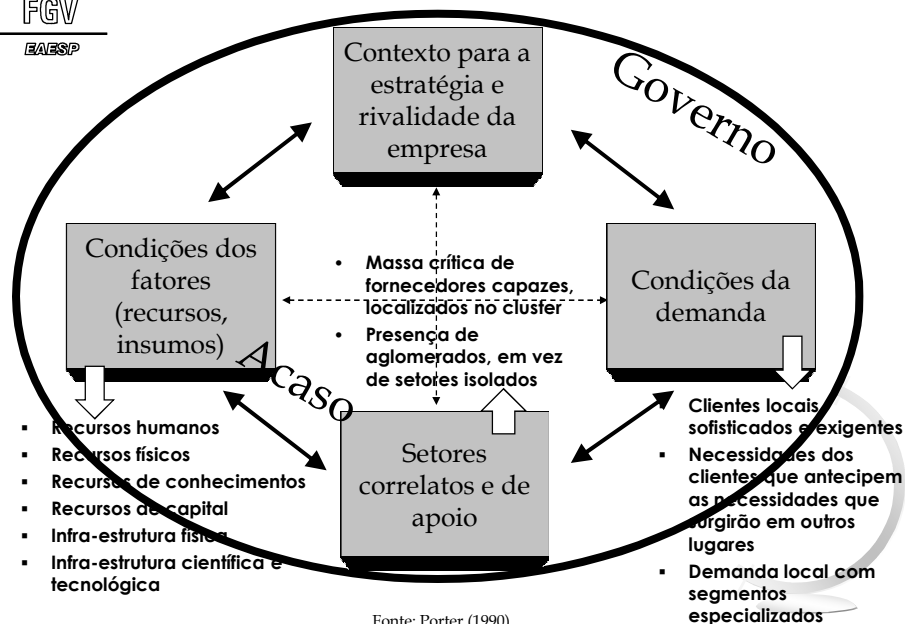 FGV
EAESP
Contexto para a
estratégia e
rivalidade da
empresa
Governo
Condições dos
fatores
(recursos,
insumos)
• Massa crítica de
fornecedores capazes,
localizados no cluster
• Presença de
aglomerados, em vez
de setores isolados
Condições da
demanda
Acaso
Setores
correlatos e de
apoio
▪ Recursos humanos
▪ Recursos físicos
▪ Recursos de conhecimentos
▪ Recursos de capital
▪ Infra-estrutura física
▪ Infra-estrutura científica e
tecnológica
Clientes locais
sofisticados e exigentes
▪ Necessidades dos
clientes que antecipem
as necessidades que
surgirão em outros
lugares
▪ Demanda local com
segmentos
especializados
Fonte: Porter (1990)